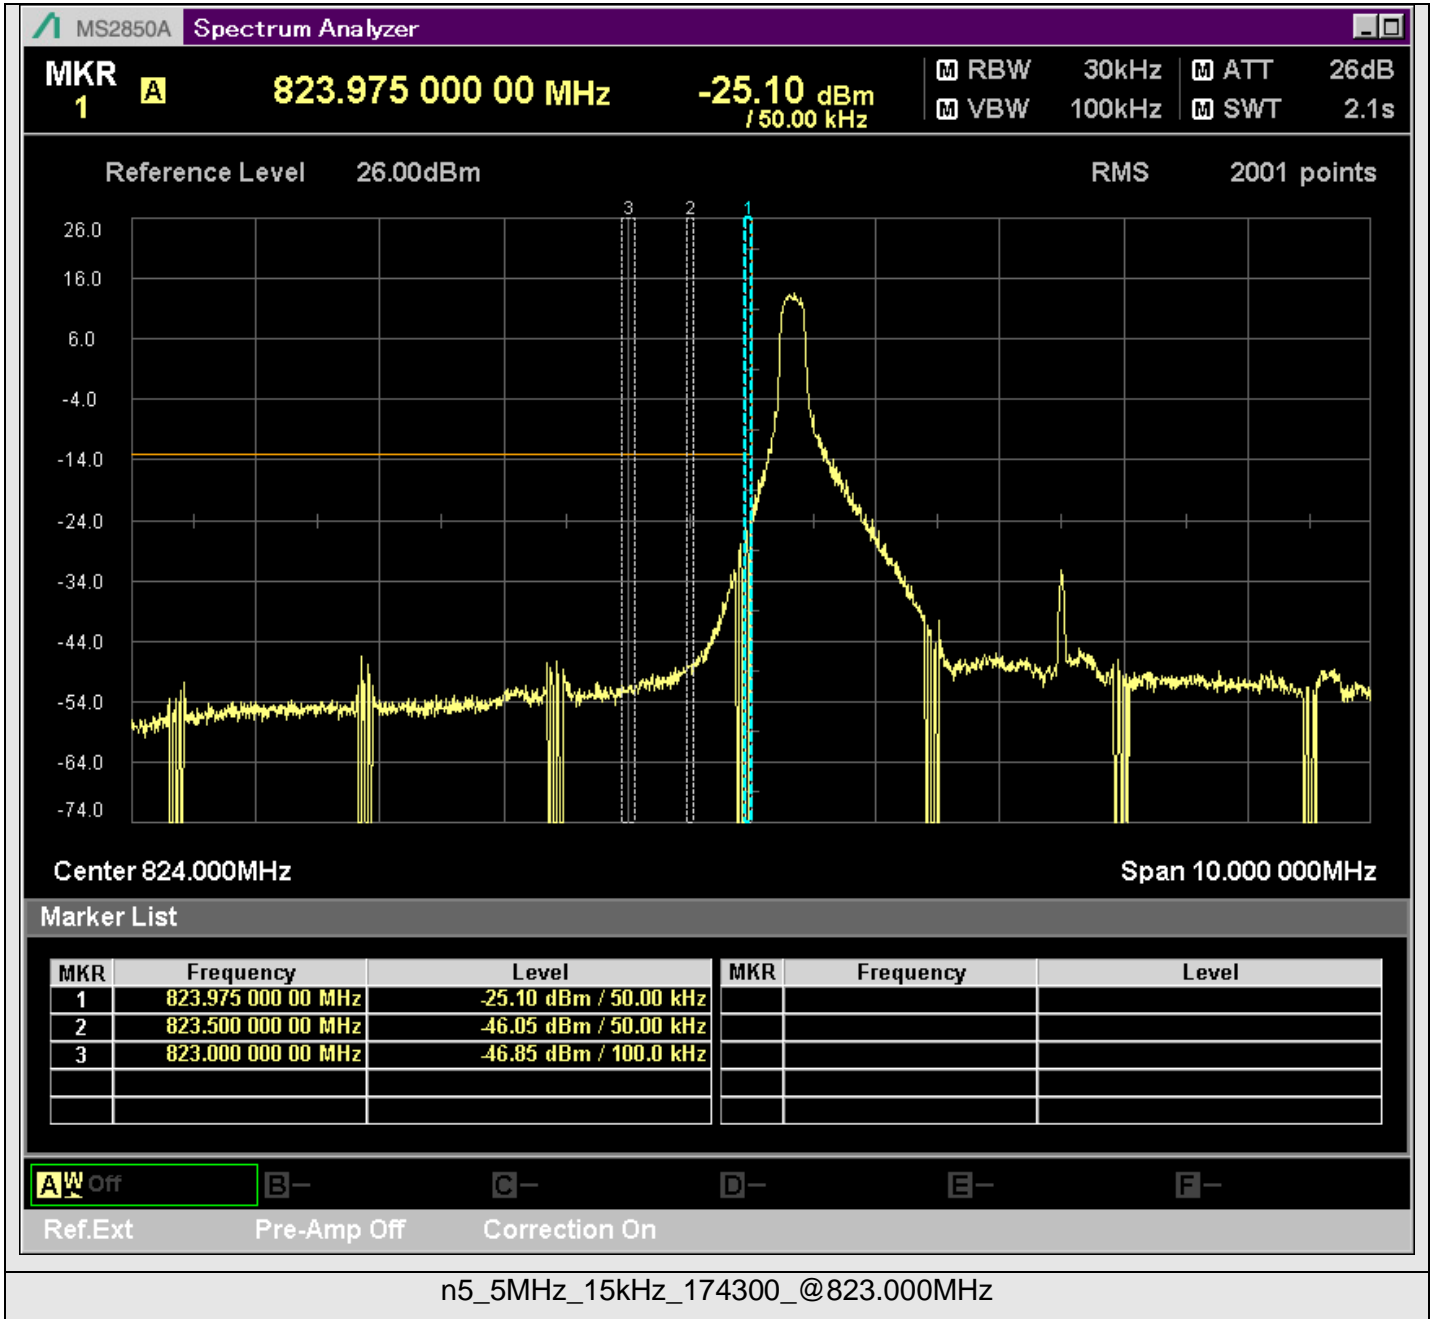 MS2850A Spectrum Analyzer
MKR 1 A 823.975 000 00 MHz -25.10 dBm / 50.00 kHz
M RBW 30kHz M ATT 26dB
M VBW 100kHz M SWT 2.1s
Reference Level 26.00dBm RMS 2001 points
3 2 1
26.0
16.0
6.0
-4.0
-14.0
-24.0
-34.0
-44.0
-54.0
-64.0
-74.0
Center 824.000MHz Span 10.000 000MHz
Marker List
MKR Frequency Level MKR Frequency Level
1 823.975 000 00 MHz -25.10 dBm / 50.00 kHz
2 823.500 000 00 MHz -46.05 dBm / 50.00 kHz
3 823.000 000 00 MHz -46.85 dBm / 100.0 kHz
A W Off B — C — D — E — F —
Ref.Ext Pre-Amp Off Correction On
n5_5MHz_15kHz_174300_@823.000MHz